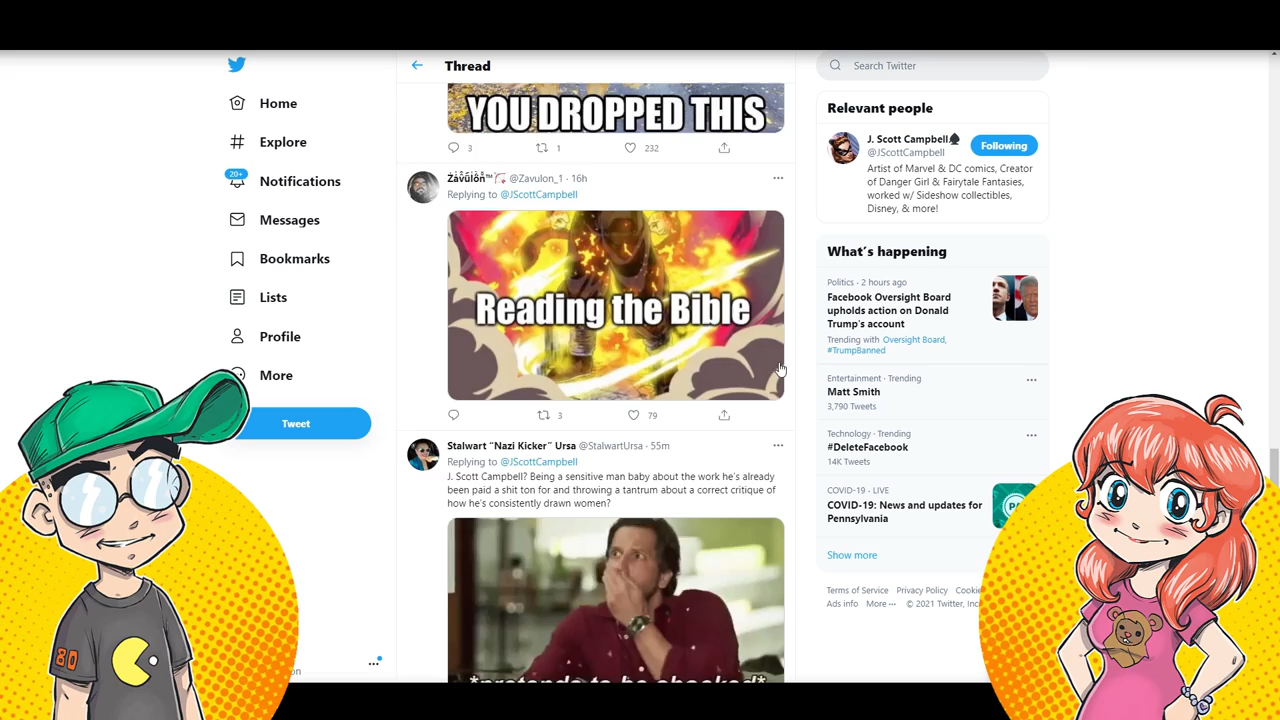 Thread
Search Twitter
Home
Explore
20+
Notifications
Messages
Bookmarks
Lists
Profile
More
Tweet
YOU DROPPED THIS
3 1 232
Żâvûlôñ™ @Zavulon_1 · 16h
Replying to @JScottCampbell
Reading the Bible
3 79
Stalwart "Nazi Kicker" Ursa @StalwartUrsa · 55m
Replying to @JScottCampbell
J. Scott Campbell? Being a sensitive man baby about the work he's already
been paid a shit ton for and throwing a tantrum about a correct critique of
how he's consistently drawn women?
*pretends to be shocked*
Relevant people
J. Scott Campbell♠
@JScottCampbell
Following
Artist of Marvel & DC comics, Creator
of Danger Girl & Fairytale Fantasies,
worked w/ Sideshow collectibles,
Disney, & more!
What's happening
Politics · 2 hours ago
Facebook Oversight Board
upholds action on Donald
Trump's account
Trending with Oversight Board,
#TrumpBanned
Entertainment · Trending
Matt Smith
3,790 Tweets
Technology · Trending
#DeleteFacebook
14K Tweets
COVID-19 · LIVE
COVID-19: News and updates for
Pennsylvania
Show more
Terms of Service Privacy Policy Cookie
Ads info More ··· © 2021 Twitter, Inc
80